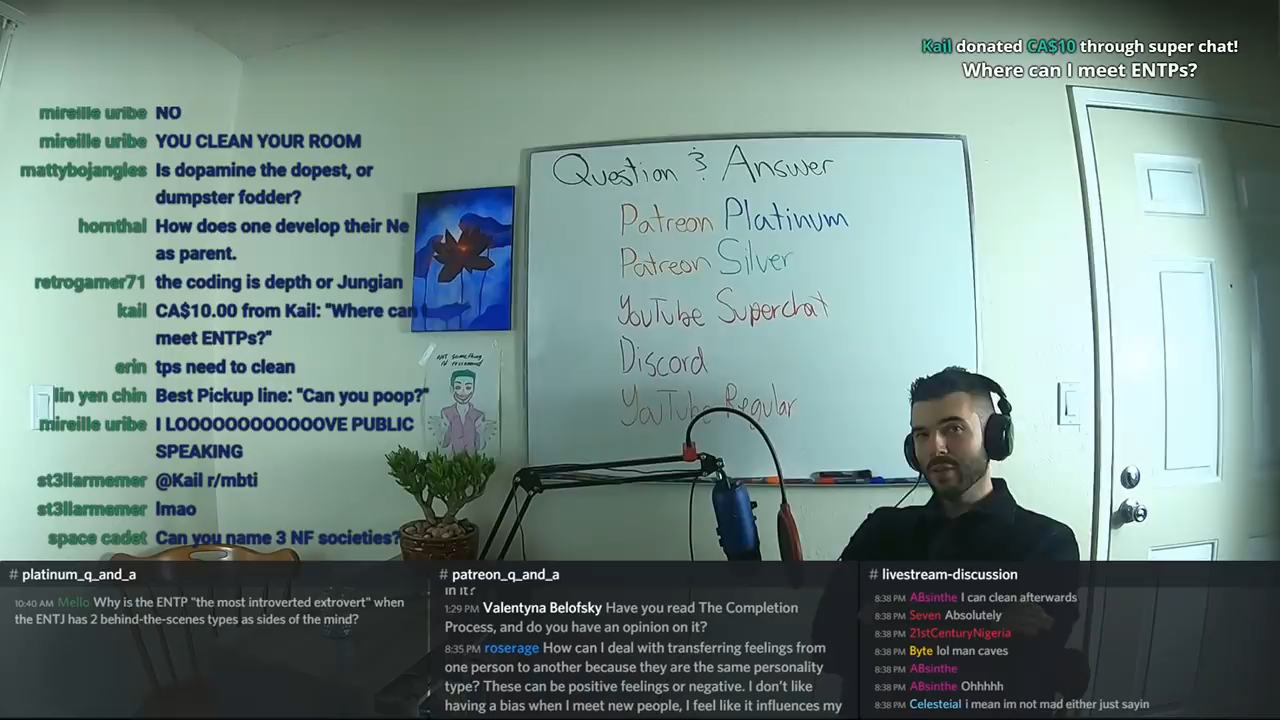 Kail donated CA$10 through super chat!
Where can I meet ENTPs?
mireille uribe NO
mireille uribe YOU CLEAN YOUR ROOM
mattybojangles Is dopamine the dopest, or
dumpster fodder?
hornthal How does one develop their Ne
as parent.
retrogamer71 the coding is depth or Jungian
kail CA$10.00 from Kail: "Where can I
meet ENTPs?"
erin tps need to clean
lin yen chin Best Pickup line: "Can you poop?"
mireille uribe I LOOOOOOOOOOOOVE PUBLIC
SPEAKING
st3llarmemer @Kail r/mbti
st3llarmemer lmao
space cadet Can you name 3 NF societies?
Question & Answer
Patreon Platinum
Patreon Silver
YouTube Superchat
Discord
YouTube Regular
# platinum_q_and_a
10:40 AM Mello Why is the ENTP "the most introverted extrovert" when
the ENTJ has 2 behind-the-scenes types as sides of the mind?
# patreon_q_and_a
in it?
1:29 PM Valentyna Belofsky Have you read The Completion
Process, and do you have an opinion on it?
8:35 PM roserage How can I deal with transferring feelings from
one person to another because they are the same personality
type? These can be positive feelings or negative. I don't like
having a bias when I meet new people, I feel like it influences my
# livestream-discussion
8:38 PM ABsinthe I can clean afterwards
8:38 PM Seven Absolutely
8:38 PM 21stCenturyNigeria
8:38 PM Byte lol man caves
8:38 PM ABsinthe
8:38 PM ABsinthe Ohhhhh
8:38 PM Celesteial i mean im not mad either just sayin